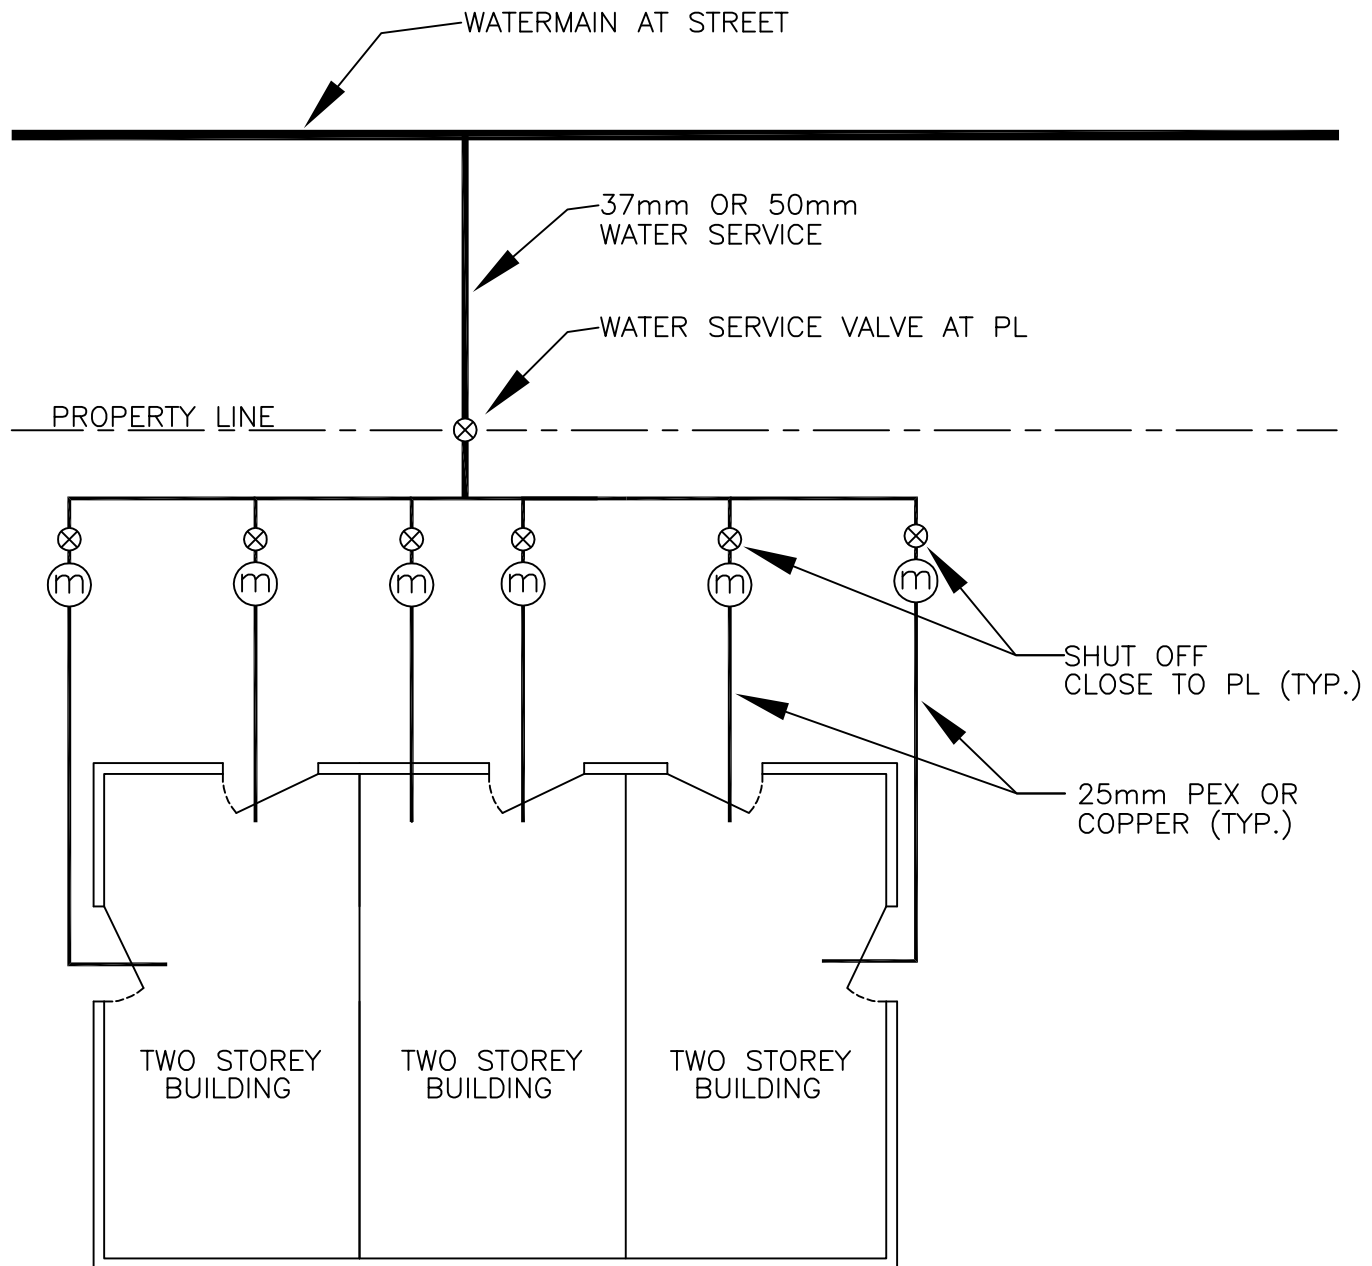 WATERMAIN AT STREET
37mm OR 50mm
WATER SERVICE
WATER SERVICE VALVE AT PL
PROPERTY LINE
m m m m m m
SHUT OFF
CLOSE TO PL (TYP.)
25mm PEX OR
COPPER (TYP.)
TWO STOREY
BUILDING
TWO STOREY
BUILDING
TWO STOREY
BUILDING